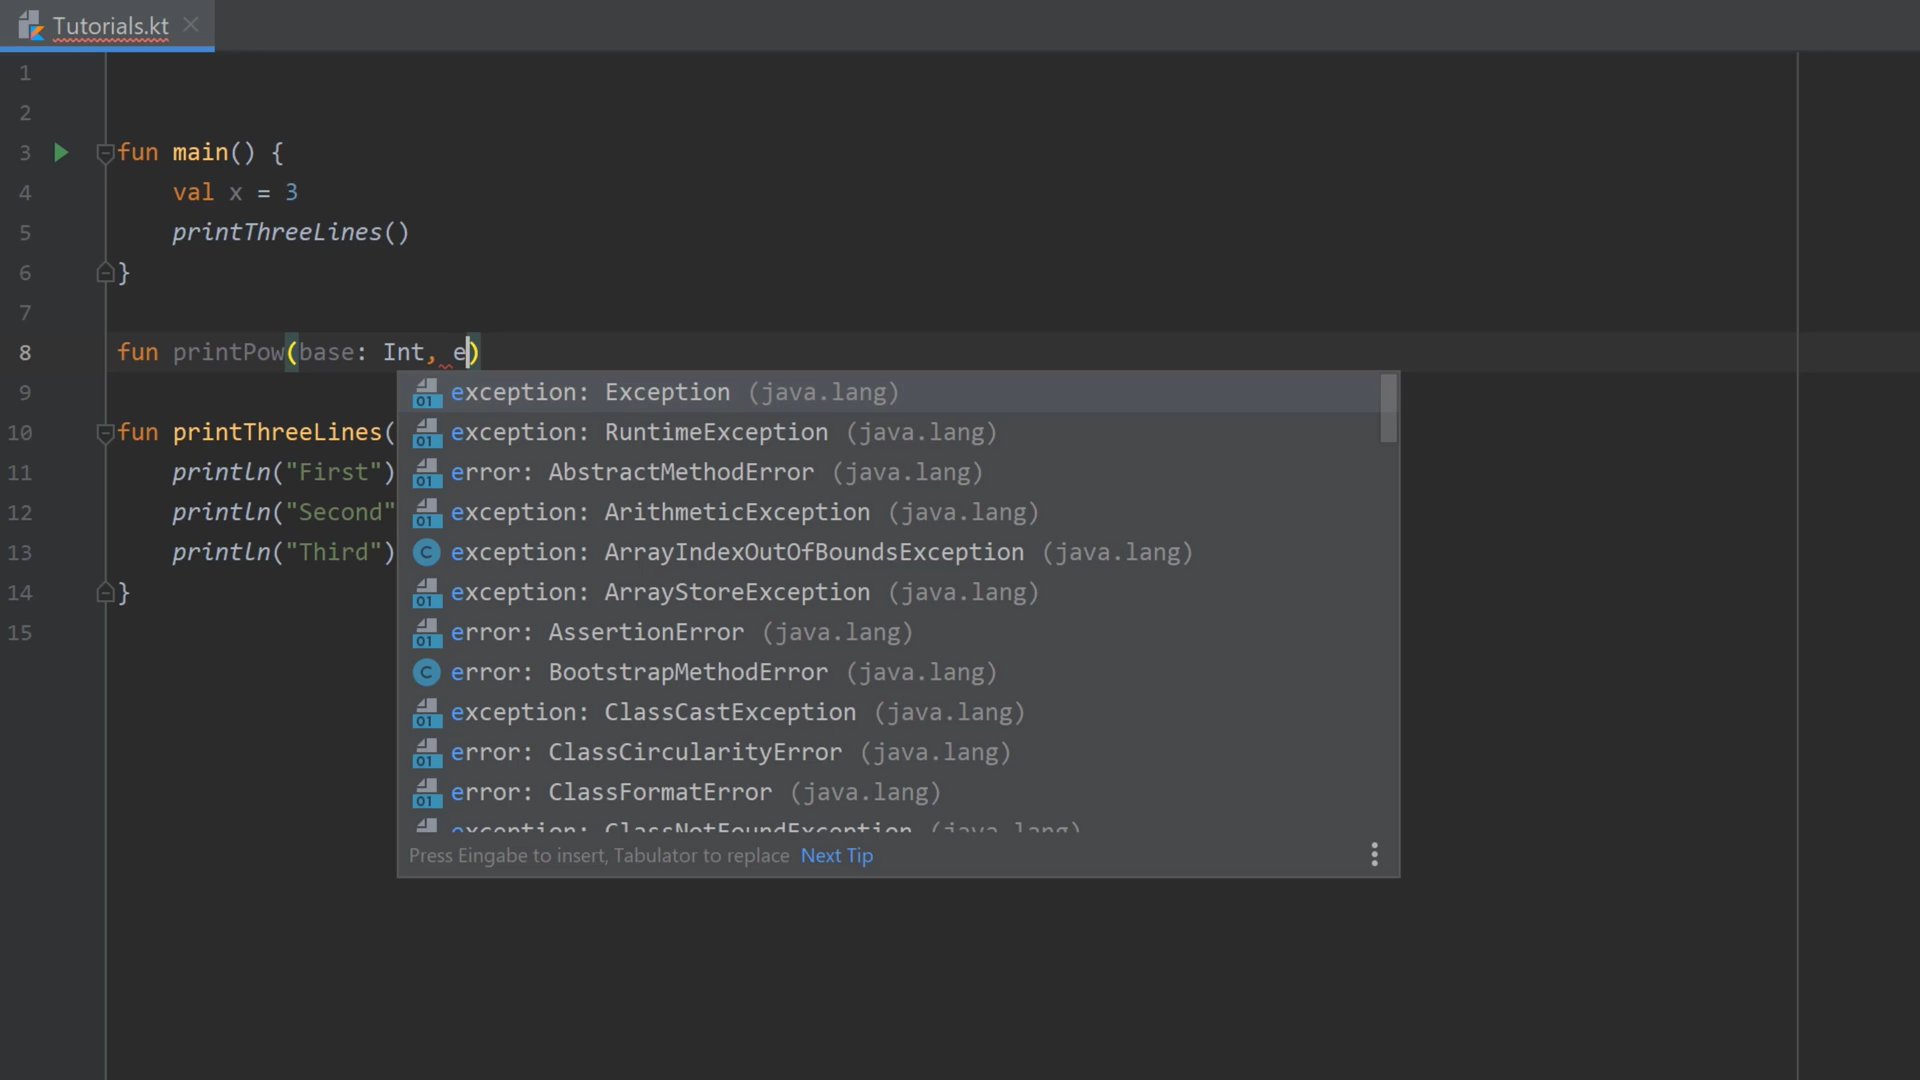 Tutorials.kt
1
2
3 fun main() {
4 val x = 3
5 printThreeLines()
6 }
7
8 fun printPow(base: Int, e)
9
10 fun printThreeLines(
11 println("First")
12 println("Second"
13 println("Third")
14 }
15
exception: Exception (java.lang)
exception: RuntimeException (java.lang)
error: AbstractMethodError (java.lang)
exception: ArithmeticException (java.lang)
exception: ArrayIndexOutOfBoundsException (java.lang)
exception: ArrayStoreException (java.lang)
error: AssertionError (java.lang)
error: BootstrapMethodError (java.lang)
exception: ClassCastException (java.lang)
error: ClassCircularityError (java.lang)
error: ClassFormatError (java.lang)
exception: ClassNotFoundException (java.lang)
Press Eingabe to insert, Tabulator to replace Next Tip